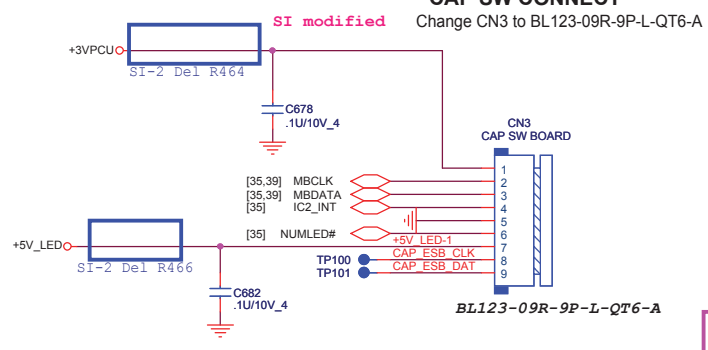 CAP SW CONNECT
SI modified
Change CN3 to BL123-09R-9P-L-QT6-A
+3VPCU
SI-2 Del R464
C678
.1U/10V_4
CN3
CAP SW BOARD
[35,39] MBCLK
[35,39] MBDATA
[35] IC2_INT
[35] NUMLED#
1
2
3
4
5
6
7
8
9
+5V_LED
+5V_LED-1
CAP_ESB_CLK
CAP_ESB_DAT
TP100
TP101
SI-2 Del R466
C682
.1U/10V_4
BL123-09R-9P-L-QT6-A